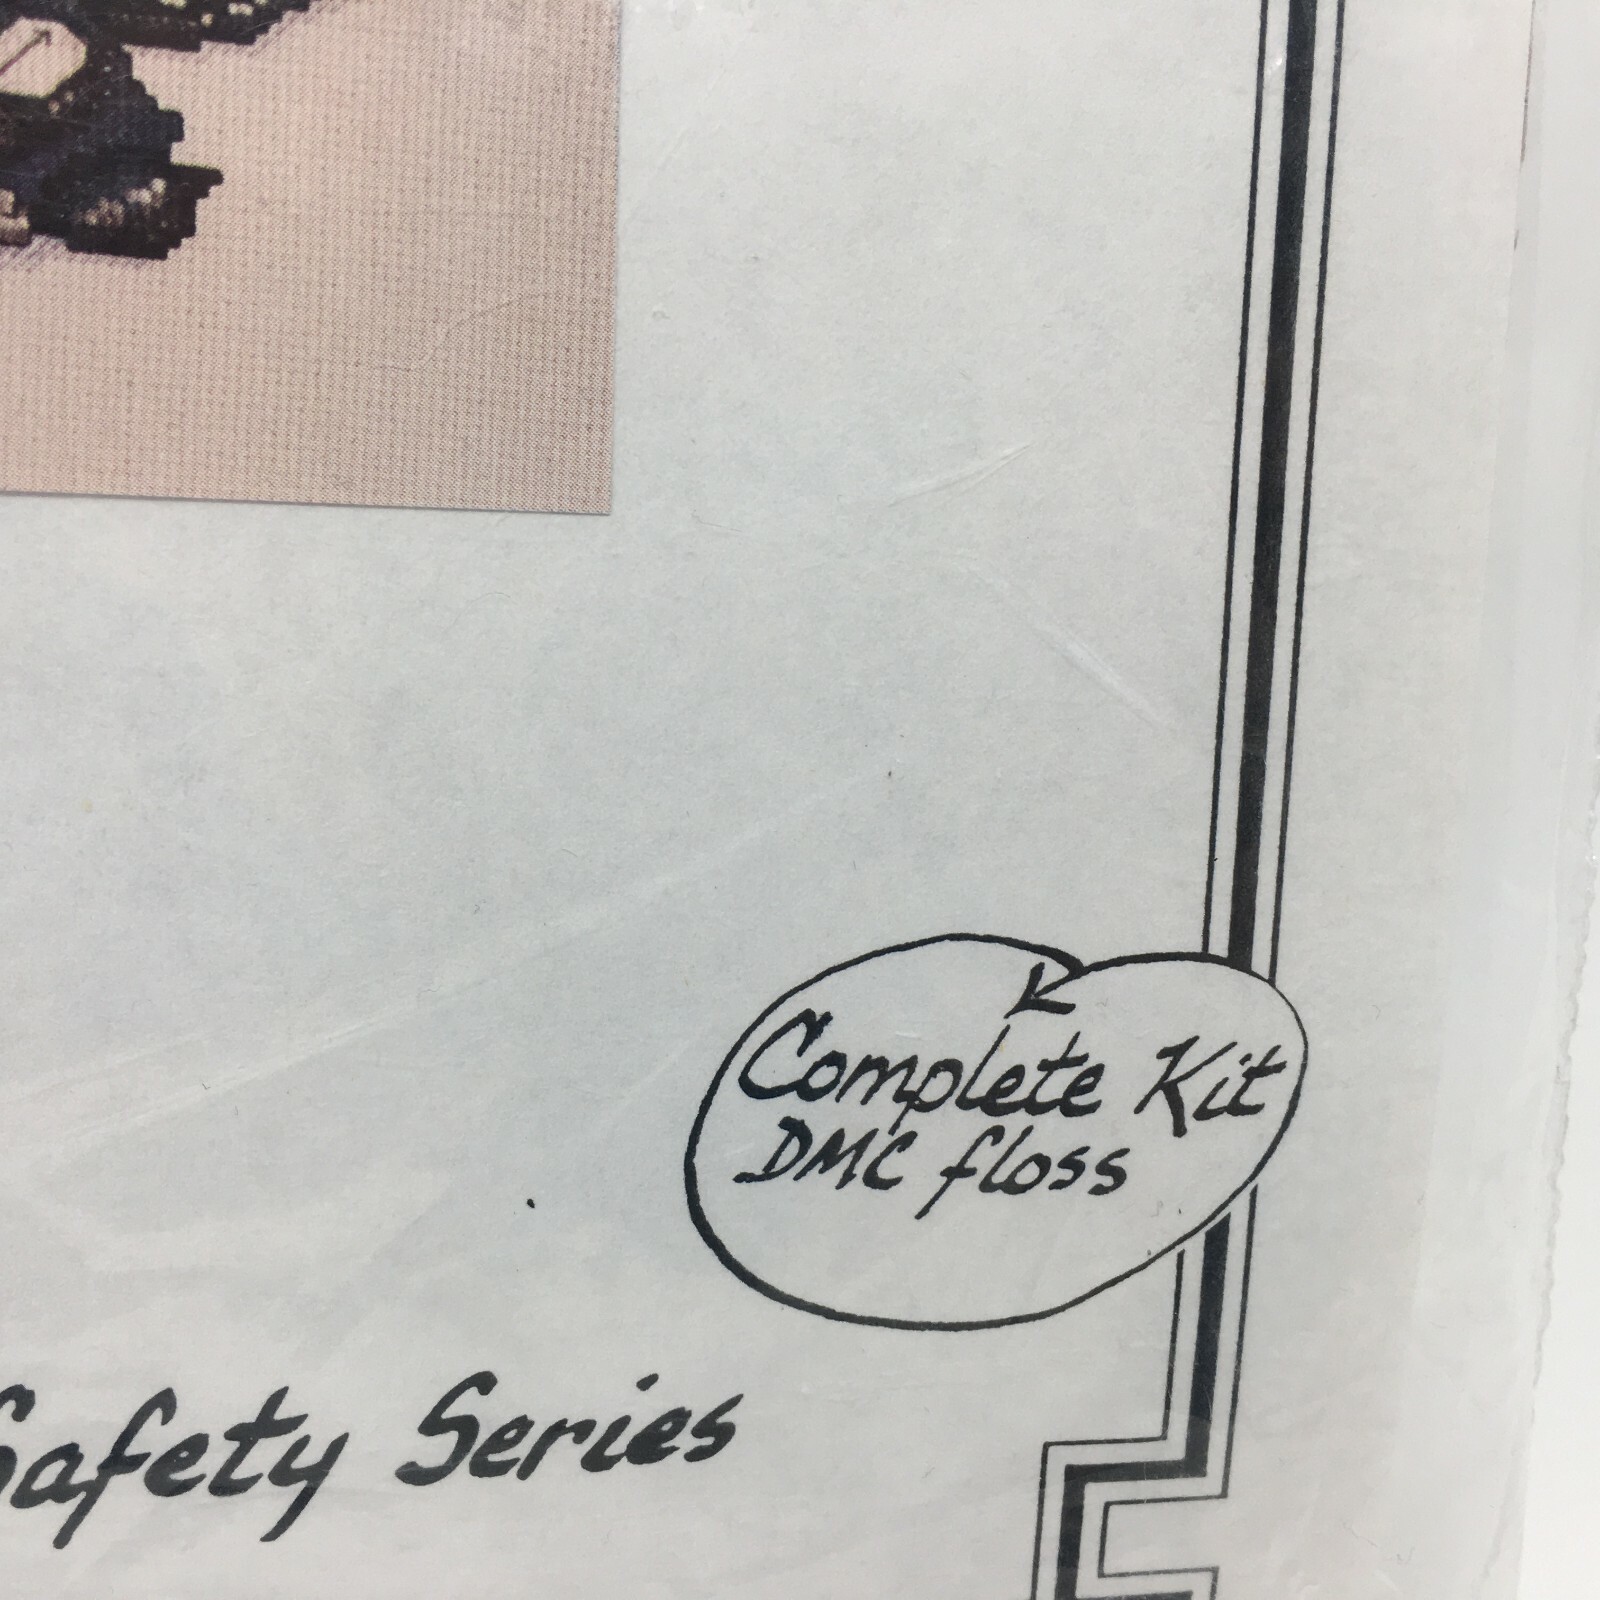 Complete Kit
DMC floss
Safety Series